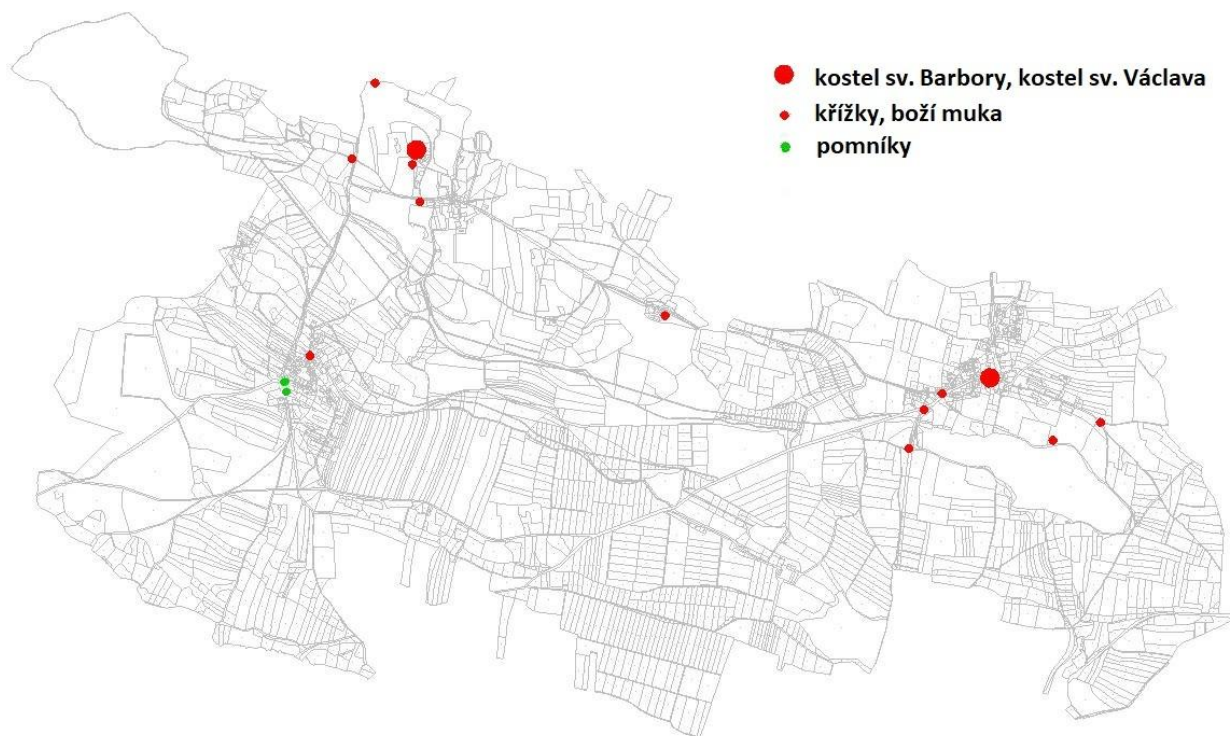 kostel sv. Barbory, kostel sv. Václava
křížky, boží muka
pomníky